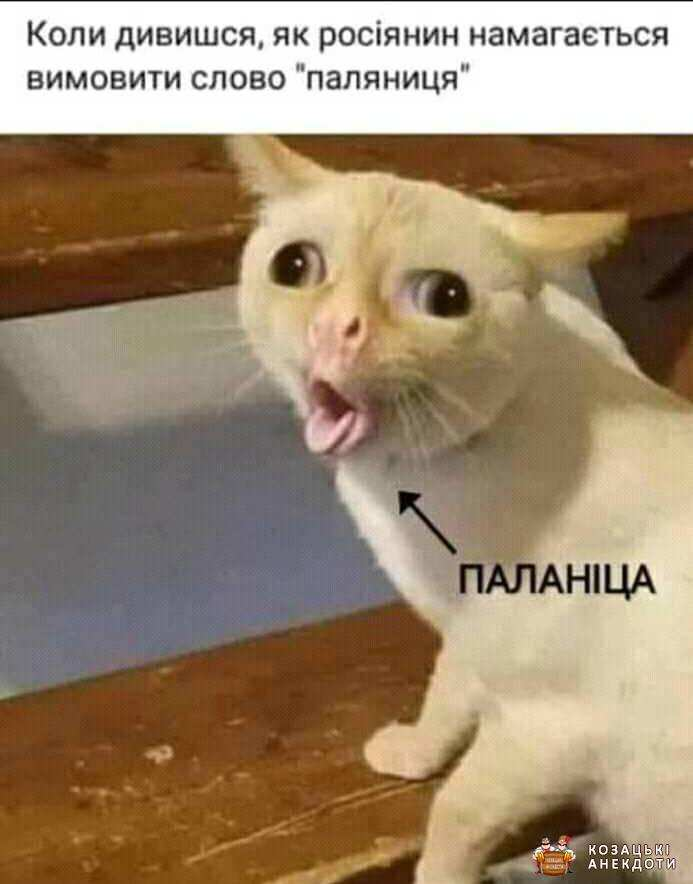 Коли дивишся, як росіянин намагається
вимовити слово "паляниця"
ПАЛАНІЦА
КОЗАЦЬКІ
АНЕКДОТИ